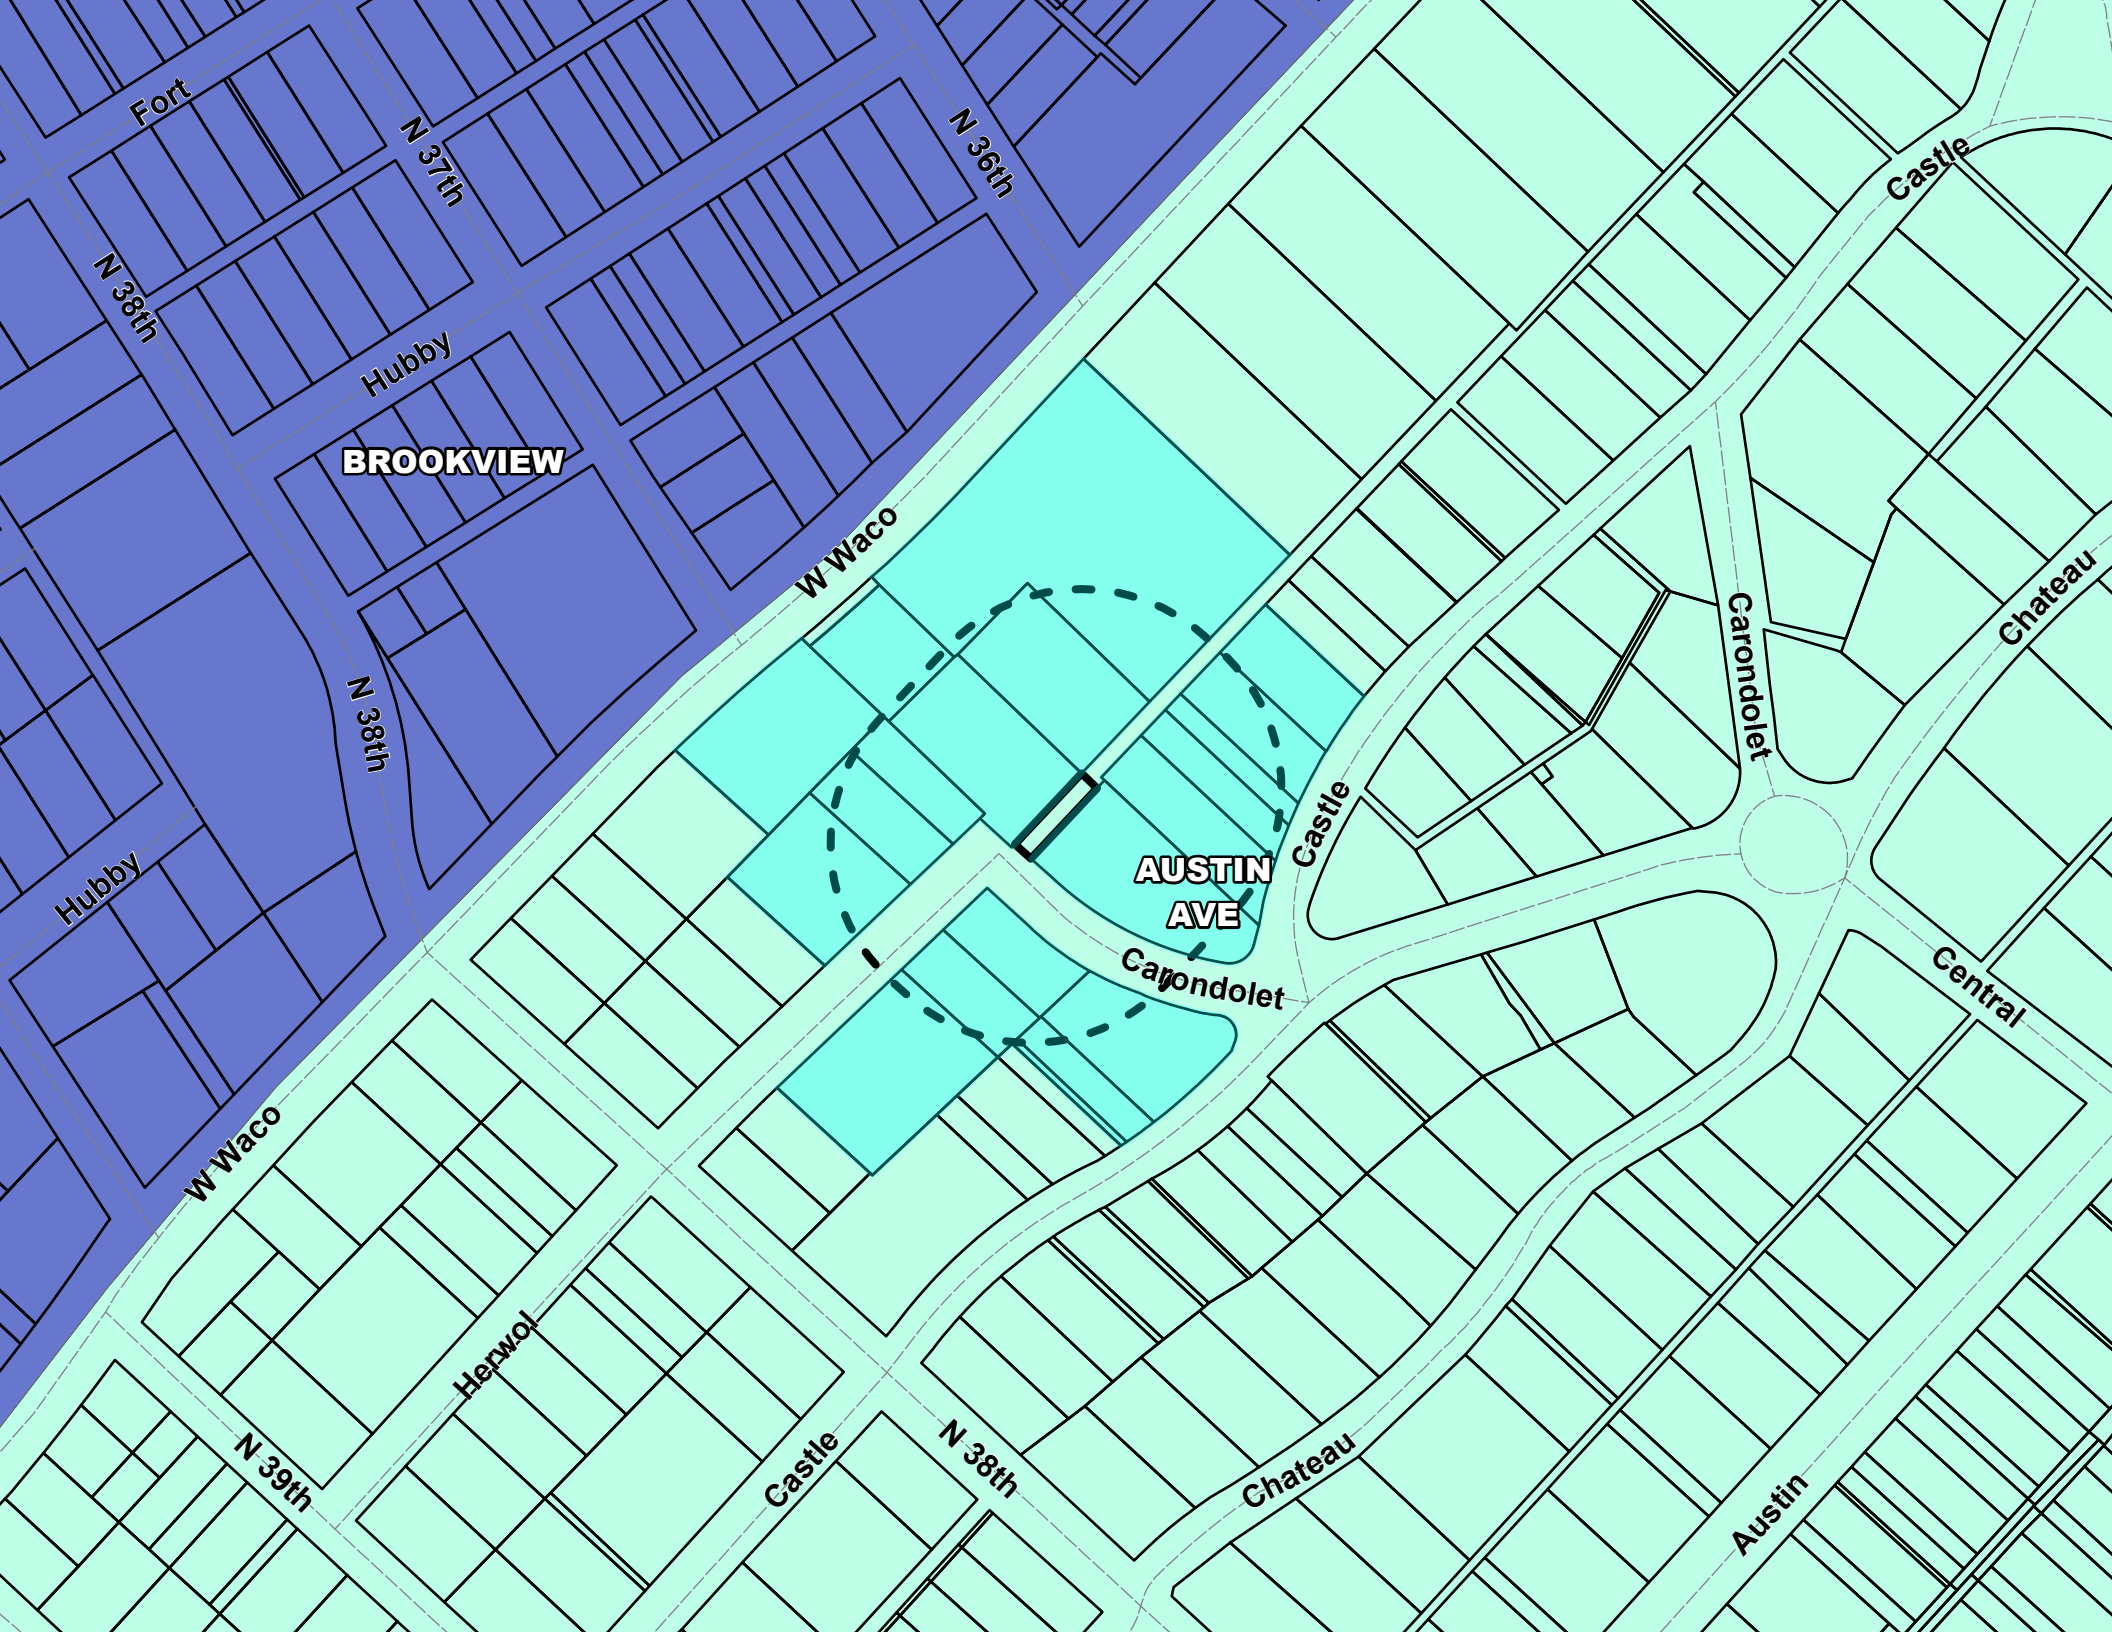 Fort
N 37th
N 36th
Castle
N 38th
Hubby
BROOKVIEW
W Waco
Chateau
Carondolet
N 38th
Castle
AUSTIN
AVE
Hubby
Carondolet
Central
W Waco
Herwol
N 39th
Castle
N 38th
Chateau
Austin